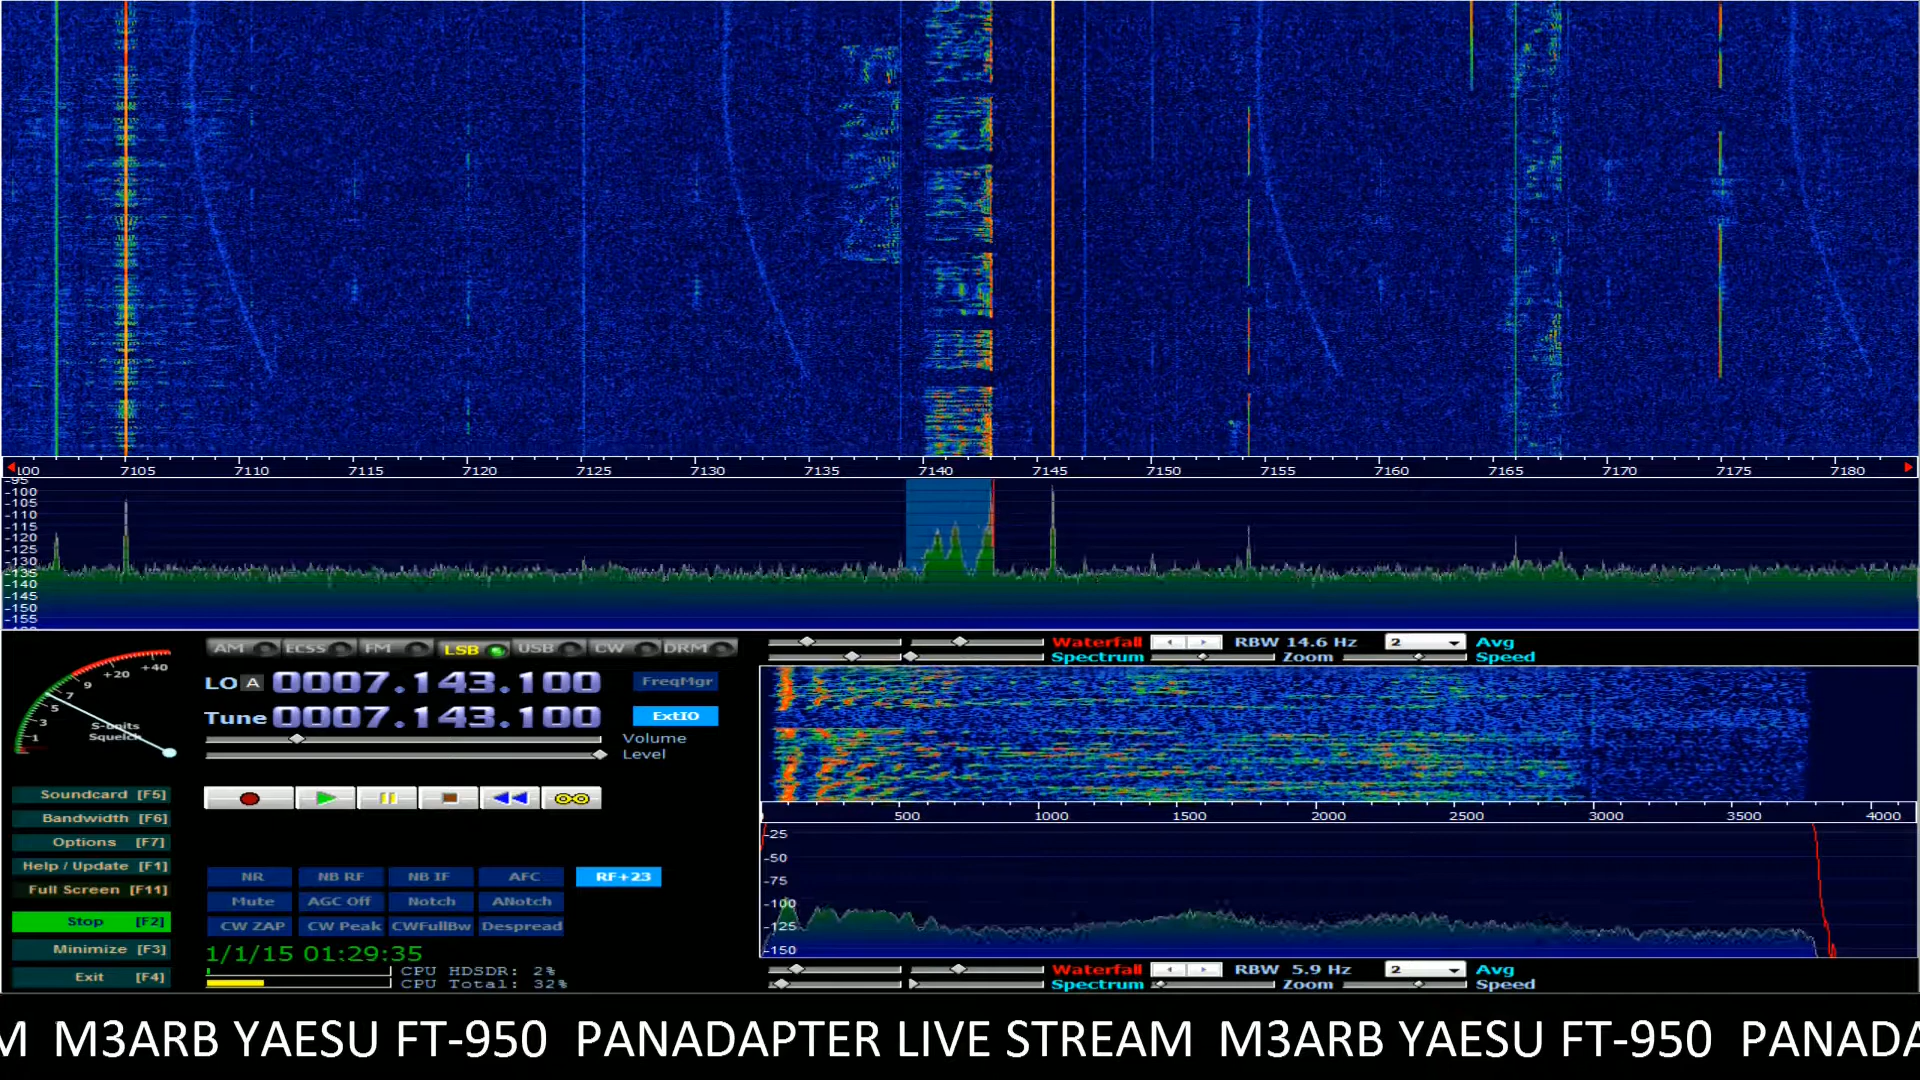 100 7105 7110 7115 7120 7125 7130 7135 7140 7145 7150 7155 7160 7165 7170 7175 7180
-95
-100
-105
-110
-115
-120
-125
-130
-135
-140
-145
-150
-155
AM ECSS FM LSB USB CW DRM
LO A 0007.143.100 FreqMgr
Tune 0007.143.100 ExtIO
Volume
Level
1 3 5 7 9 +20 +40
S-units
Squelch
Waterfall RBW 14.6 Hz 2 Avg
Spectrum Zoom Speed
Soundcard [F5]
Bandwidth [F6]
Options [F7]
Help / Update [F1]
Full Screen [F11]
Stop [F2]
Minimize [F3]
Exit [F4]
NR NB RF NB IF AFC RF+23
Mute AGC Off Notch ANotch
CW ZAP CW Peak CWFullBw Despread
1/1/15 01:29:35
CPU HDSDR: 2%
CPU Total: 32%
500 1000 1500 2000 2500 3000 3500 4000
-25
-50
-75
-100
-125
-150
Waterfall RBW 5.9 Hz 2 Avg
Spectrum Zoom Speed
M M3ARB YAESU FT-950 PANADAPTER LIVE STREAM M3ARB YAESU FT-950 PANADA